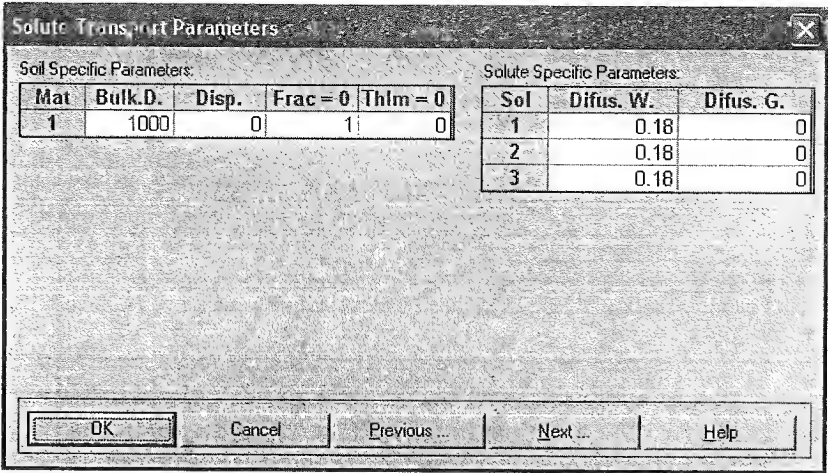 Solute Transport Parameters
Soil Specific Parameters:
Mat Bulk.D. Disp. Frac = 0 ThIm = 0
1 1000 0 1 0
Solute Specific Parameters:
Sol Difus. W. Difus. G.
1 0.18 0
2 0.18 0
3 0.18 0
OK Cancel Previous ... Next ... Help